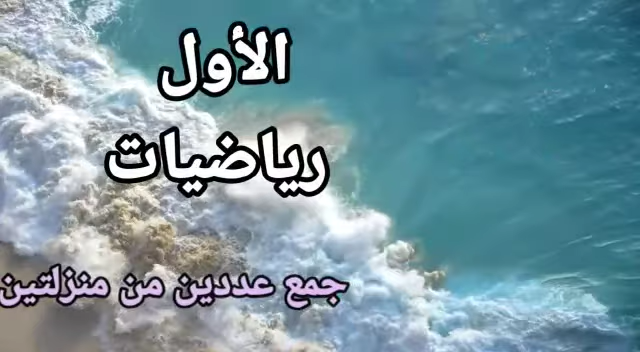 الأول
رياضيات
جمع عددين من منزلتين